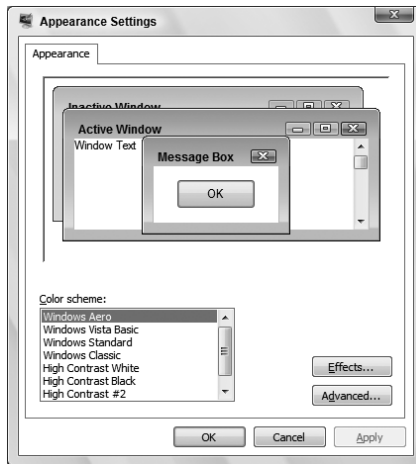 Appearance Settings
Appearance
Inactive Window
Active Window
Window Text
Message Box
OK
Color scheme:
Windows Aero
Windows Vista Basic
Windows Standard
Windows Classic
High Contrast White
High Contrast Black
High Contrast #2
Effects...
Advanced...
OK Cancel Apply